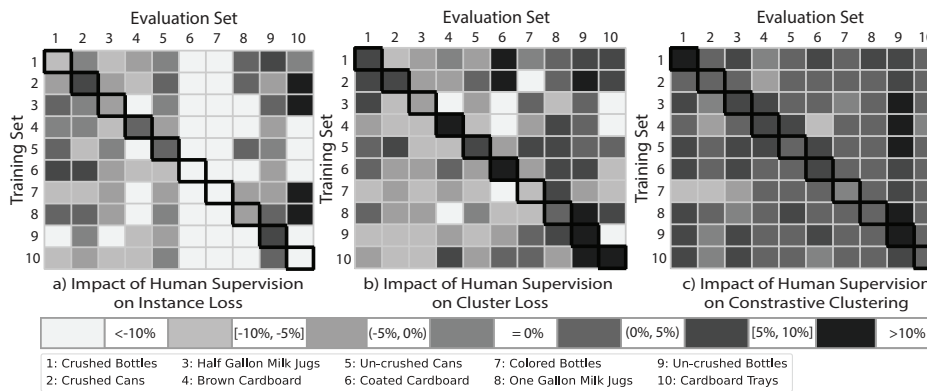 Evaluation Set
1 2 3 4 5 6 7 8 9 10
Training Set
1
2
3
4
5
6
7
8
9
10
a) Impact of Human Supervision
on Instance Loss
Evaluation Set
1 2 3 4 5 6 7 8 9 10
Training Set
1
2
3
4
5
6
7
8
9
10
b) Impact of Human Supervision
on Cluster Loss
Evaluation Set
1 2 3 4 5 6 7 8 9 10
Training Set
1
2
3
4
5
6
7
8
9
10
c) Impact of Human Supervision
on Constrastive Clustering
<-10% [-10%, -5%] (-5%, 0%) = 0% (0%, 5%) [5%, 10%] >10%
1: Crushed Bottles 3: Half Gallon Milk Jugs 5: Un-crushed Cans 7: Colored Bottles 9: Un-crushed Bottles
2: Crushed Cans 4: Brown Cardboard 6: Coated Cardboard 8: One Gallon Milk Jugs 10: Cardboard Trays